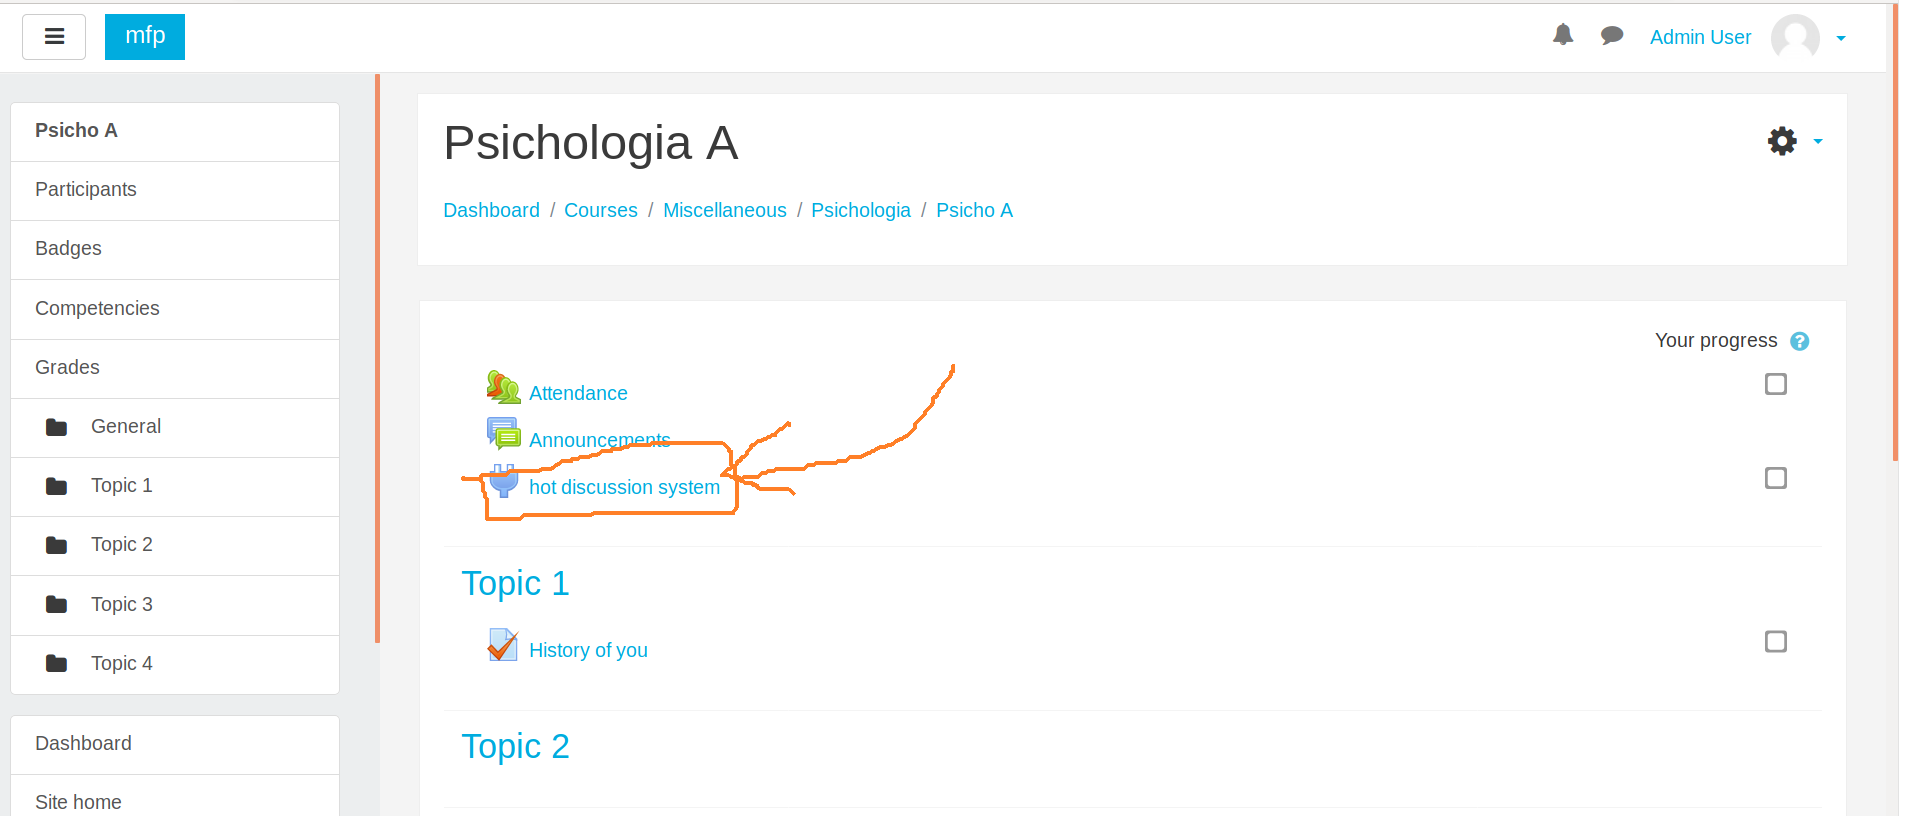 mfp
Admin User
Psicho A
Participants
Badges
Competencies
Grades
General
Topic 1
Topic 2
Topic 3
Topic 4
Dashboard
Site home
Psichologia A
Dashboard / Courses / Miscellaneous / Psichologia / Psicho A
Your progress ?
Attendance
Announcements
hot discussion system
Topic 1
History of you
Topic 2